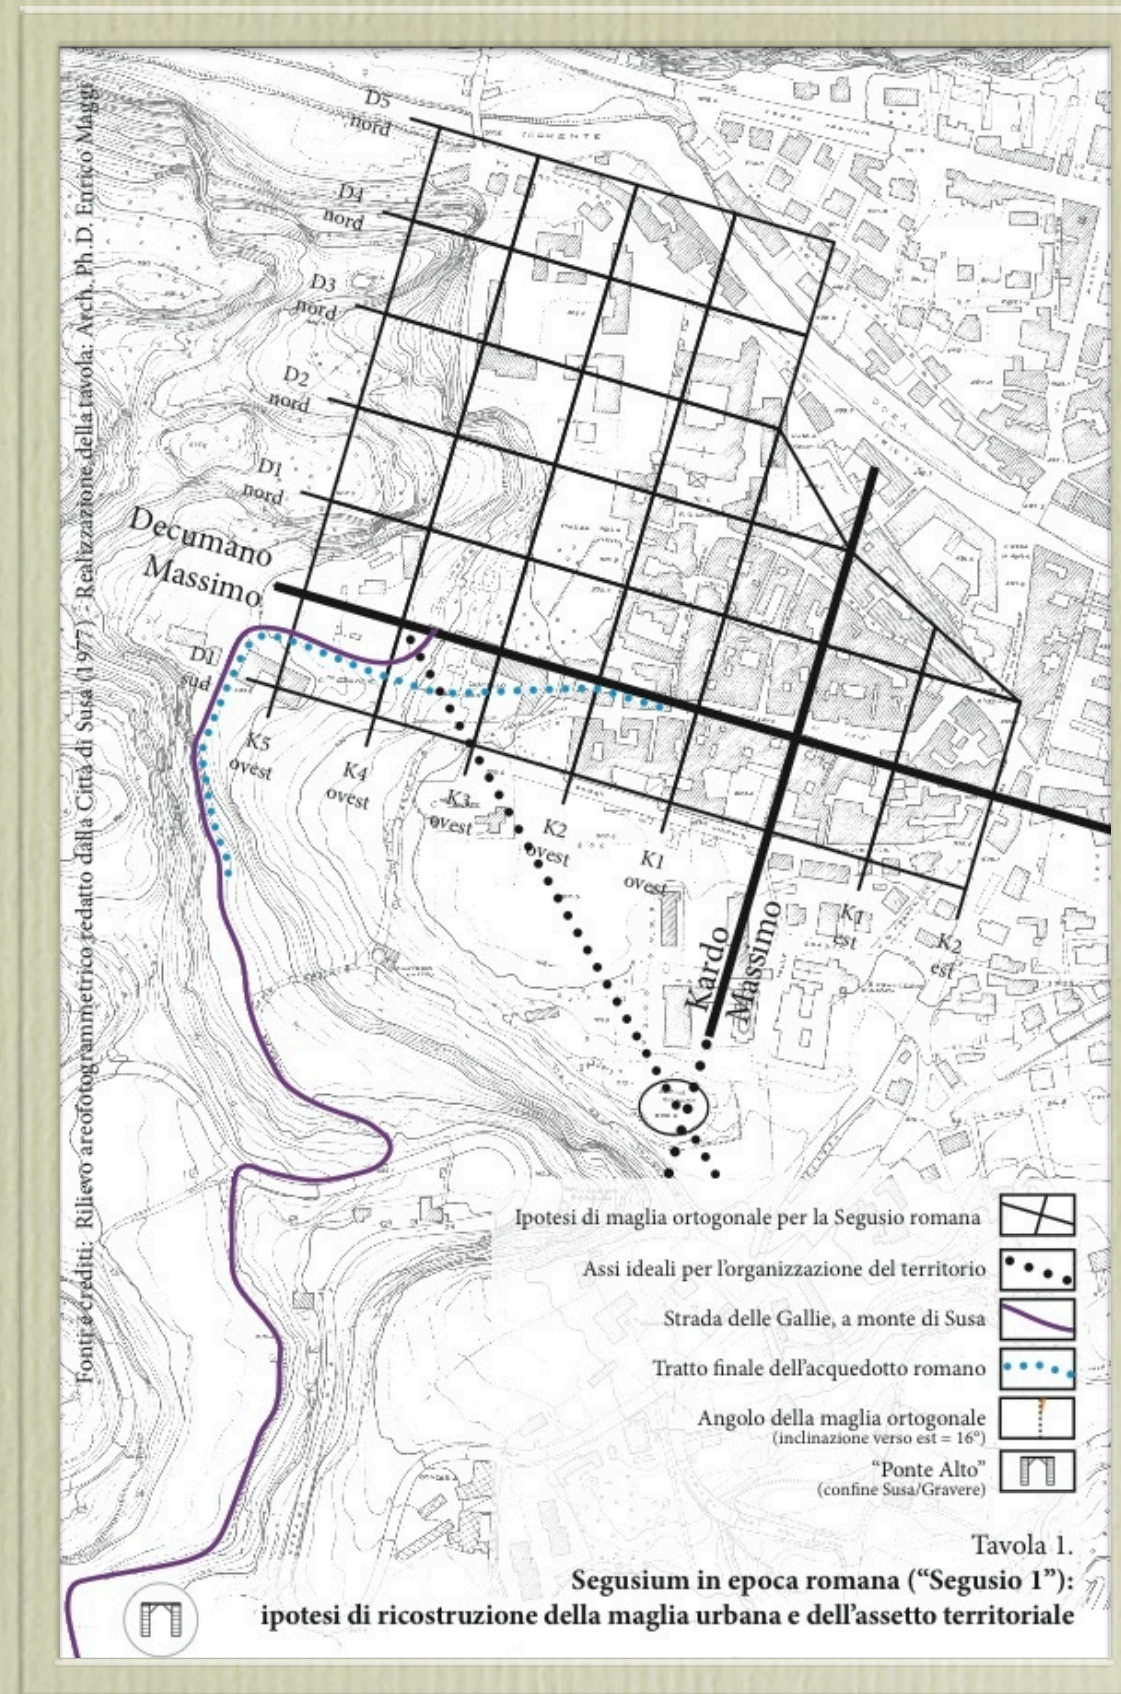 Fonti e crediti: Rilievo areofotogrammetrico redatto dalla Città di Susa (1977) - Realizzazione della tavola: Arch. Ph.D. Enrico Maggi
D5
nord
TORRENTE
D4
nord
D3
nord
D2
nord
D1
nord
DORA
Decumano
Massimo
D1
sud
K5
ovest
K4
ovest
K3
ovest
K2
ovest
K1
ovest
Kardo
Massimo
K1
est
K2
est
Ipotesi di maglia ortogonale per la Segusio romana
Assi ideali per l'organizzazione del territorio
Strada delle Gallie, a monte di Susa
Tratto finale dell'acquedotto romano
Angolo della maglia ortogonale
(inclinazione verso est = 16°)
“Ponte Alto”
(confine Susa/Gravere)
Tavola 1.
Segusium in epoca romana (“Segusio 1”):
ipotesi di ricostruzione della maglia urbana e dell'assetto territoriale